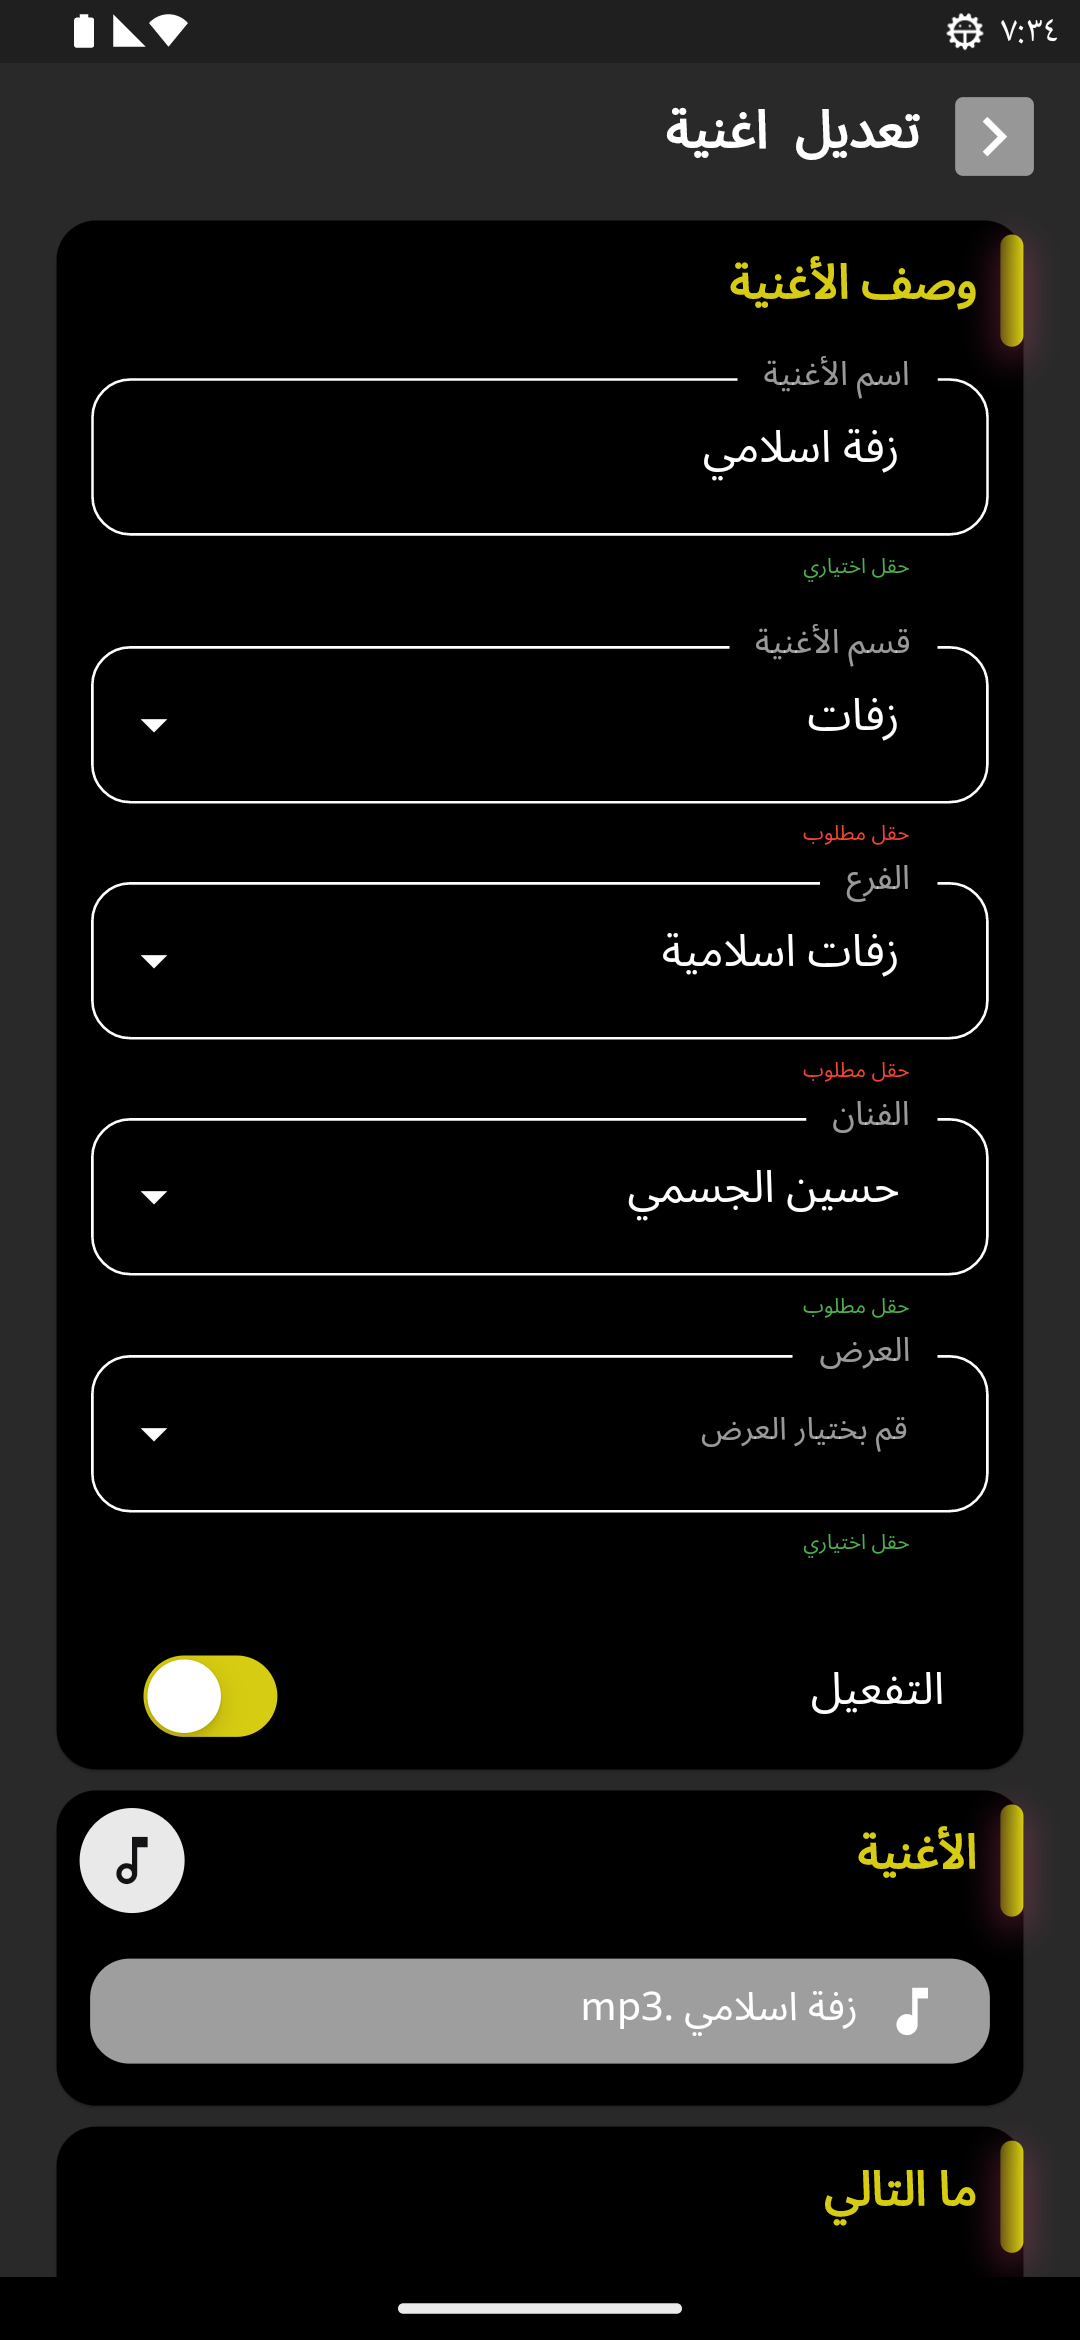 ٧:٣٤
تعديل اغنية
وصف الأغنية
اسم الأغنية
زفة اسلامي
حقل اختياري
قسم الأغنية
زفات
حقل مطلوب
الفرع
زفات اسلامية
حقل مطلوب
الفنان
حسين الجسمي
حقل مطلوب
العرض
قم بختيار العرض
حقل اختياري
التفعيل
الأغنية
زفة اسلامي .mp3
ما التالي